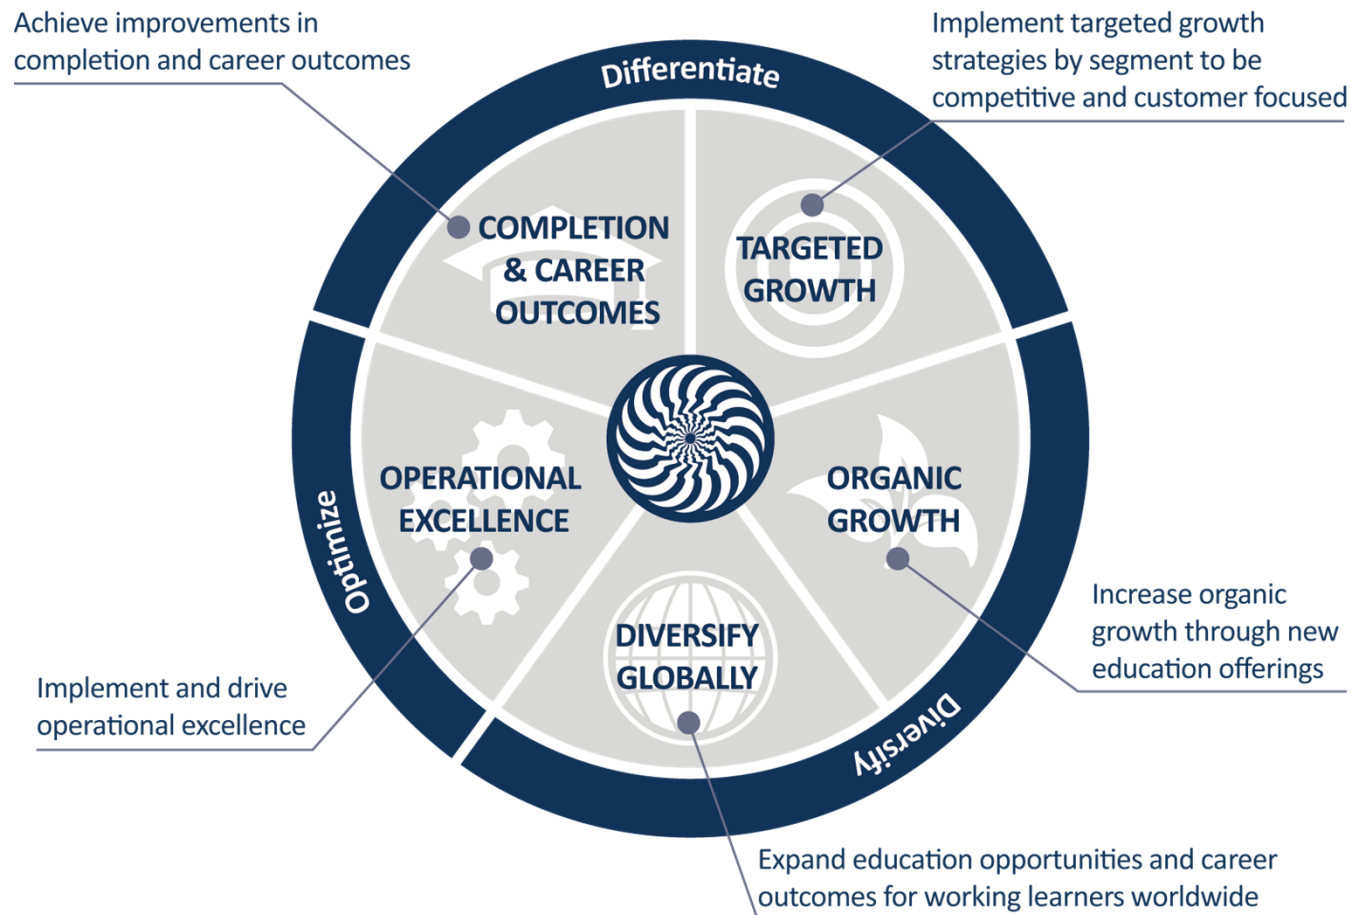 Achieve improvements in
completion and career outcomes
Implement targeted growth
strategies by segment to be
competitive and customer focused
Differentiate
COMPLETION
& CAREER
OUTCOMES
TARGETED
GROWTH
OPERATIONAL
EXCELLENCE
ORGANIC
GROWTH
Optimize
DIVERSIFY
GLOBALLY
Diversify
Increase organic
growth through new
education offerings
Implement and drive
operational excellence
Expand education opportunities and career
outcomes for working learners worldwide